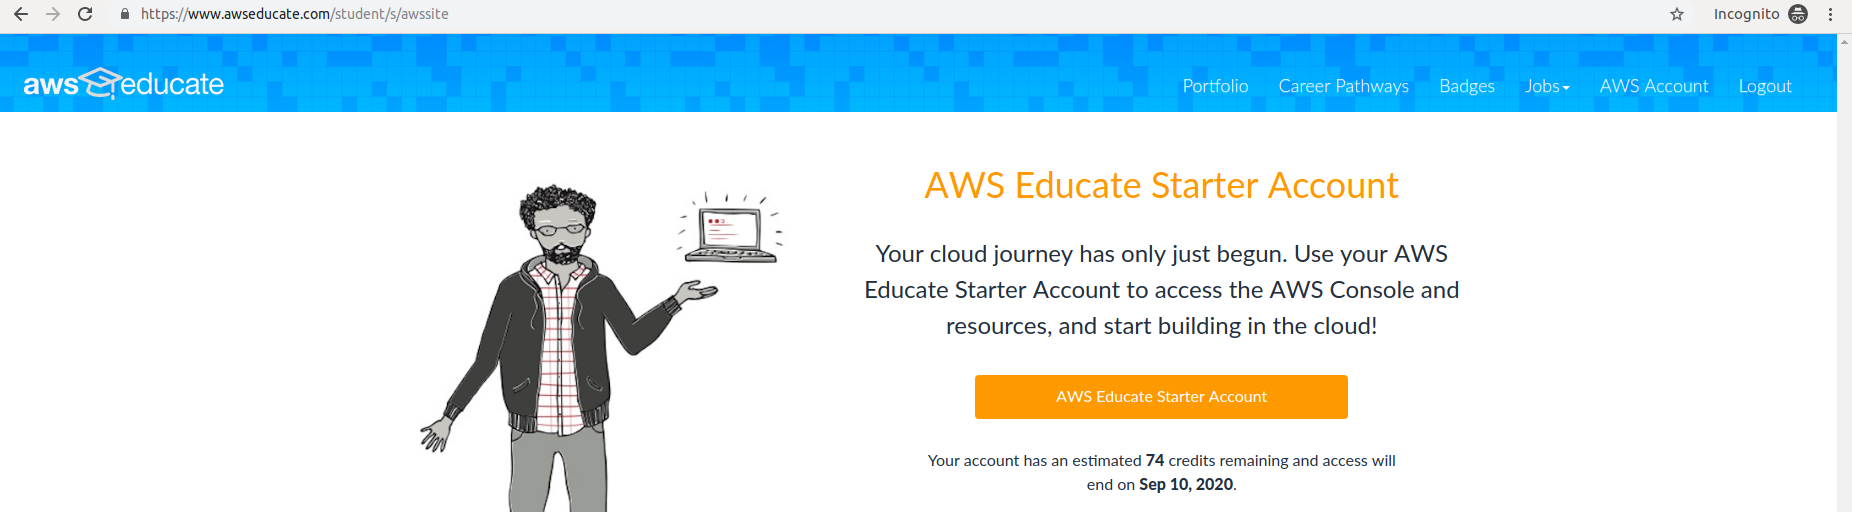 https://www.awseducate.com/student/s/awssite
Incognito
aws educate
Portfolio Career Pathways Badges Jobs AWS Account Logout
AWS Educate Starter Account
Your cloud journey has only just begun. Use your AWS
Educate Starter Account to access the AWS Console and
resources, and start building in the cloud!
AWS Educate Starter Account
Your account has an estimated 74 credits remaining and access will
end on Sep 10, 2020.